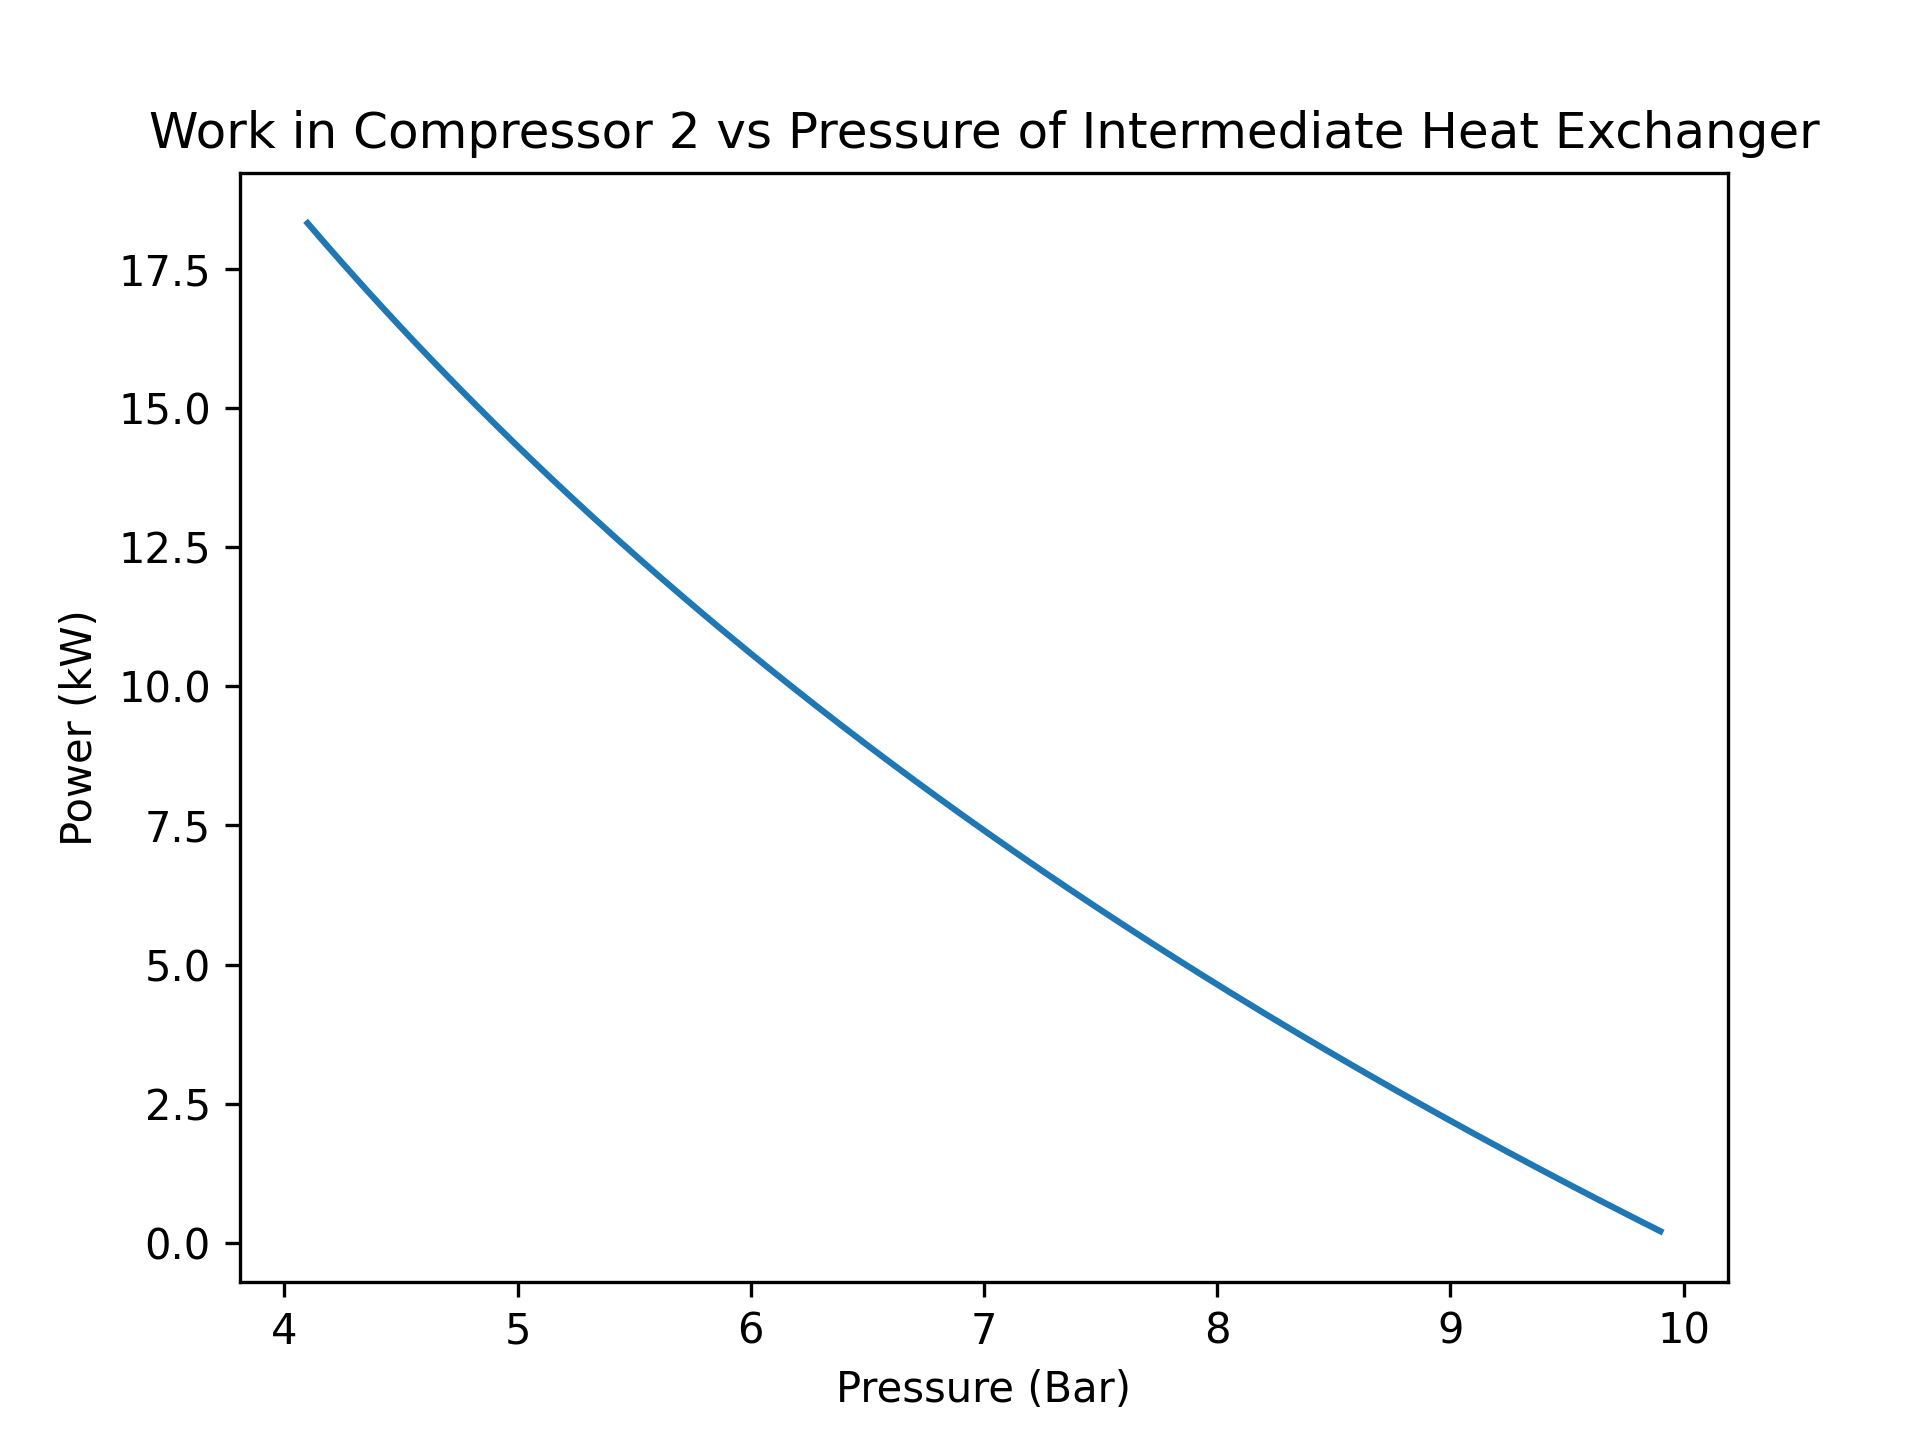 Work in Compressor 2 vs Pressure of Intermediate Heat Exchanger
17.5
15.0
12.5
10.0
7.5
5.0
2.5
0.0
Power (kW)
4 5 6 7 8 9 10
Pressure (Bar)